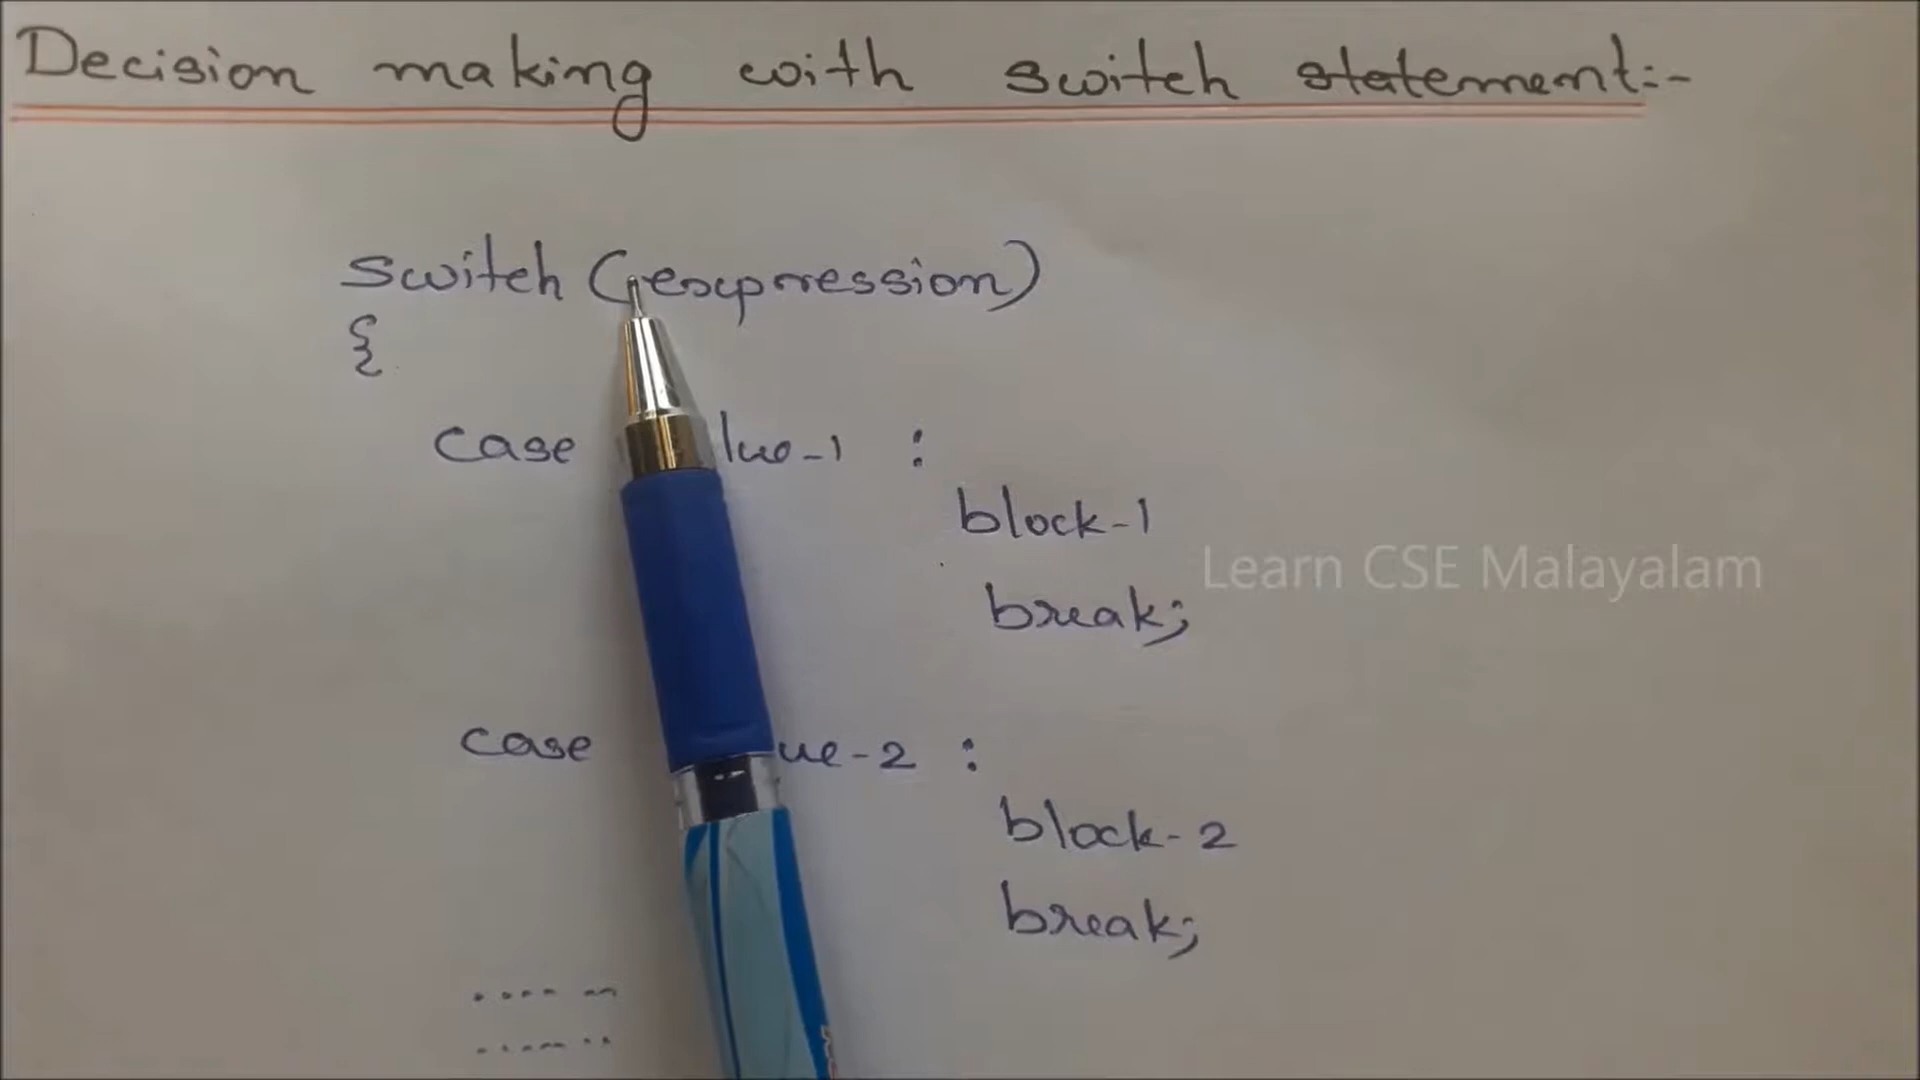 Decision making with switch statement:-
switch (expression)
{
case lue-1 :
block-1
Learn CSE Malayalam
break;
case ue-2 :
block-2
break;